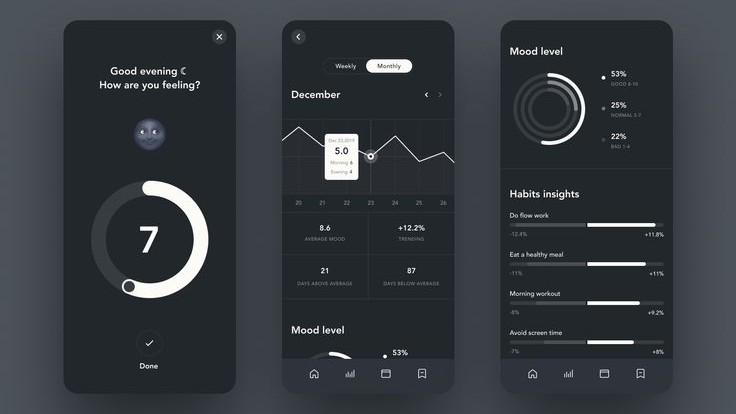 Good evening ☾
How are you feeling?
7
Done
Weekly Monthly
December
Dec 23,2019
5.0
Morning 6
Evening 4
20 21 22 23 24 25 26
8.6
AVERAGE MOOD
+12.2%
TRENDING
21
DAYS ABOVE AVERAGE
87
DAYS BELOW AVERAGE
Mood level
53%
Mood level
53%
GOOD 8-10
25%
NORMAL 5-7
22%
BAD 1-4
Habits insights
Do flow work
-12.4% +11.8%
Eat a healthy meal
-11% +11%
Morning workout
-8% +9.2%
Avoid screen time
-7% +8%